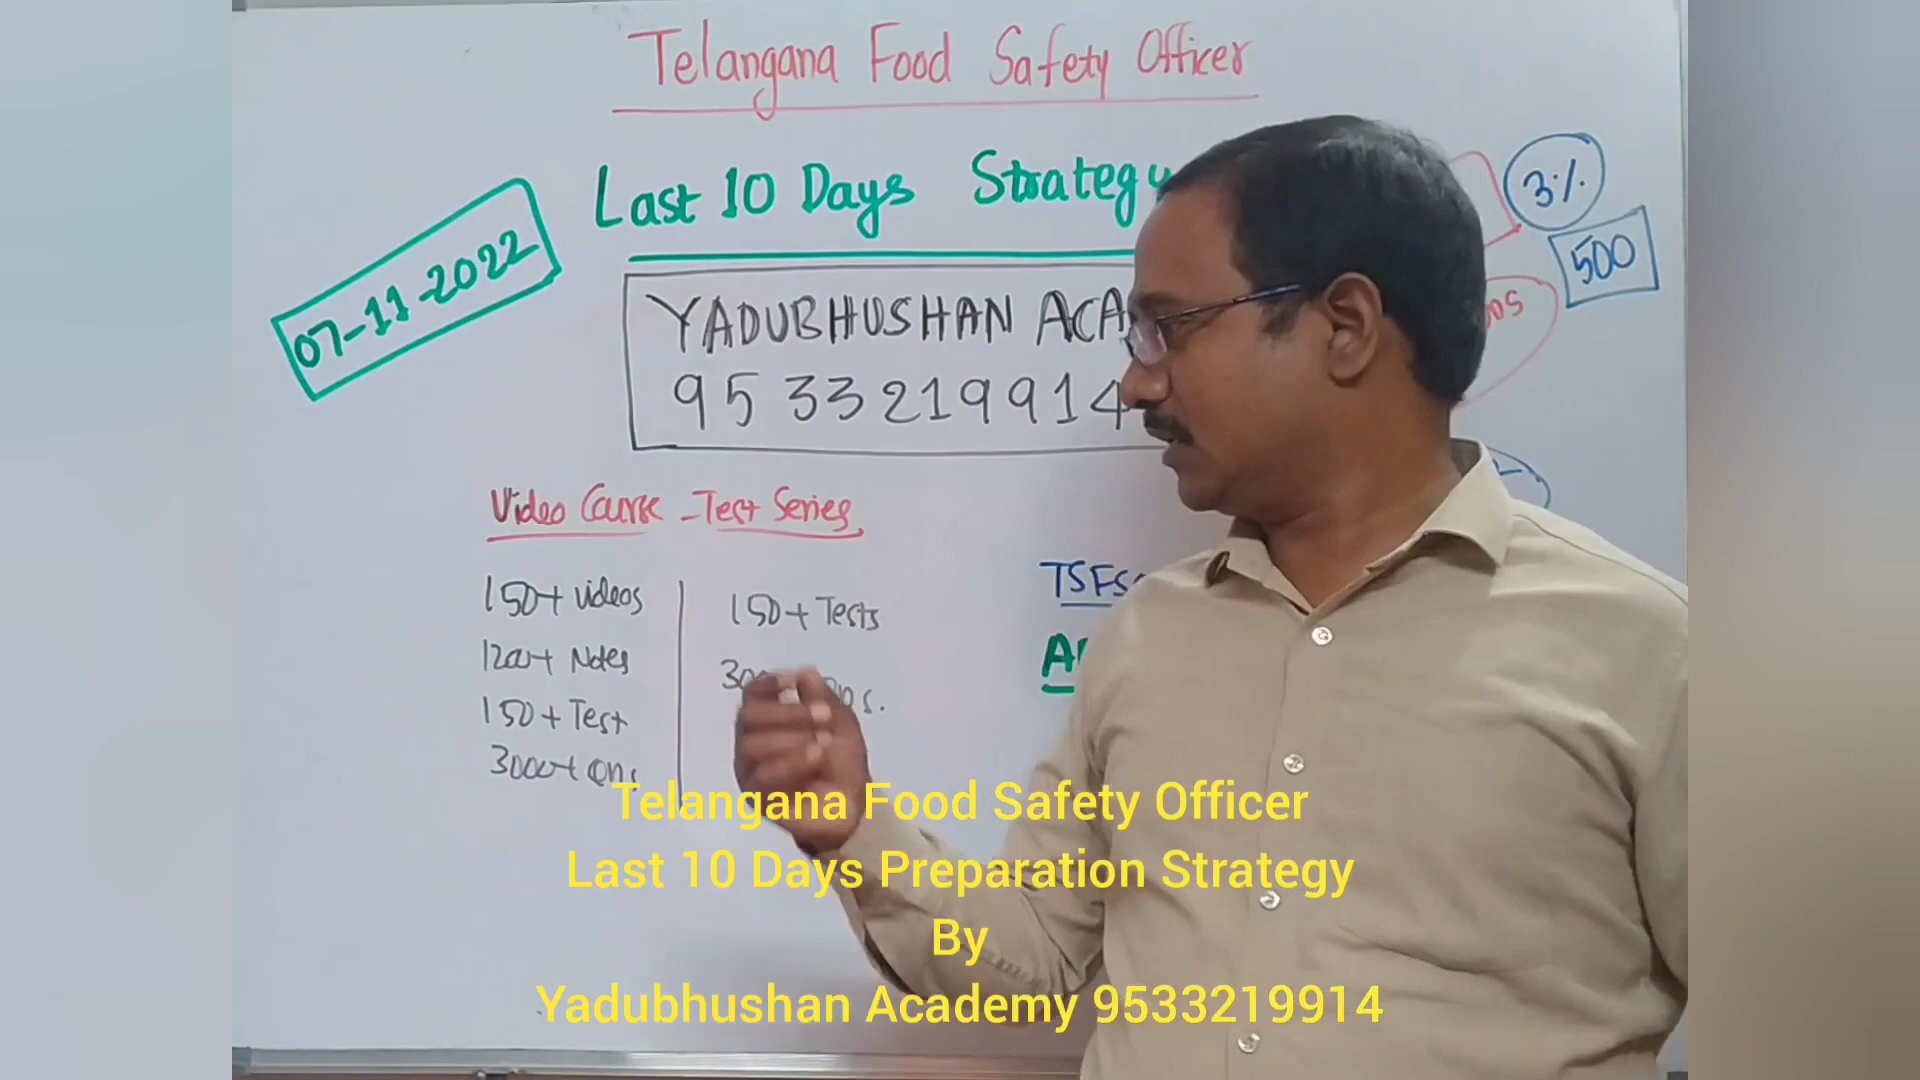 Telangana Food Safety Officer
Last 10 Days Strategy
3%
500
07-11-2022
YADUBHUSHAN ACA
9533219914
Video Course - Test Series
150+ videos
150+ Tests
1200+ Notes
150+ Test
3000+ Qns
TSFS
Telangana Food Safety Officer
Last 10 Days Preparation Strategy
By
Yadubhushan Academy 9533219914